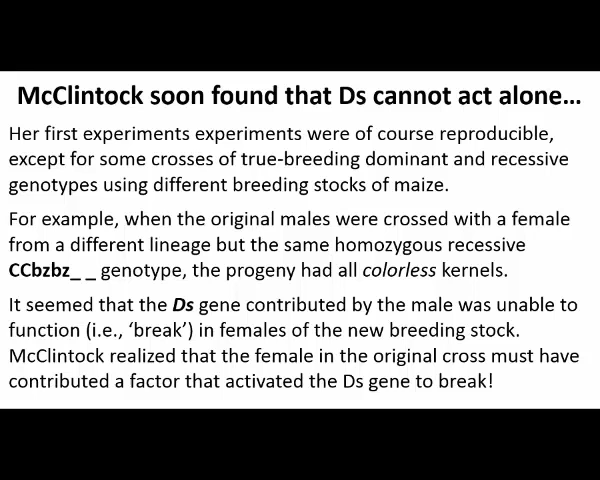 McClintock soon found that Ds cannot act alone…
Her first experiments experiments were of course reproducible,
except for some crosses of true-breeding dominant and recessive
genotypes using different breeding stocks of maize.
For example, when the original males were crossed with a female
from a different lineage but the same homozygous recessive
CCbzbz_ _ genotype, the progeny had all colorless kernels.
It seemed that the Ds gene contributed by the male was unable to
function (i.e., ‘break’) in females of the new breeding stock.
McClintock realized that the female in the original cross must have
contributed a factor that activated the Ds gene to break!